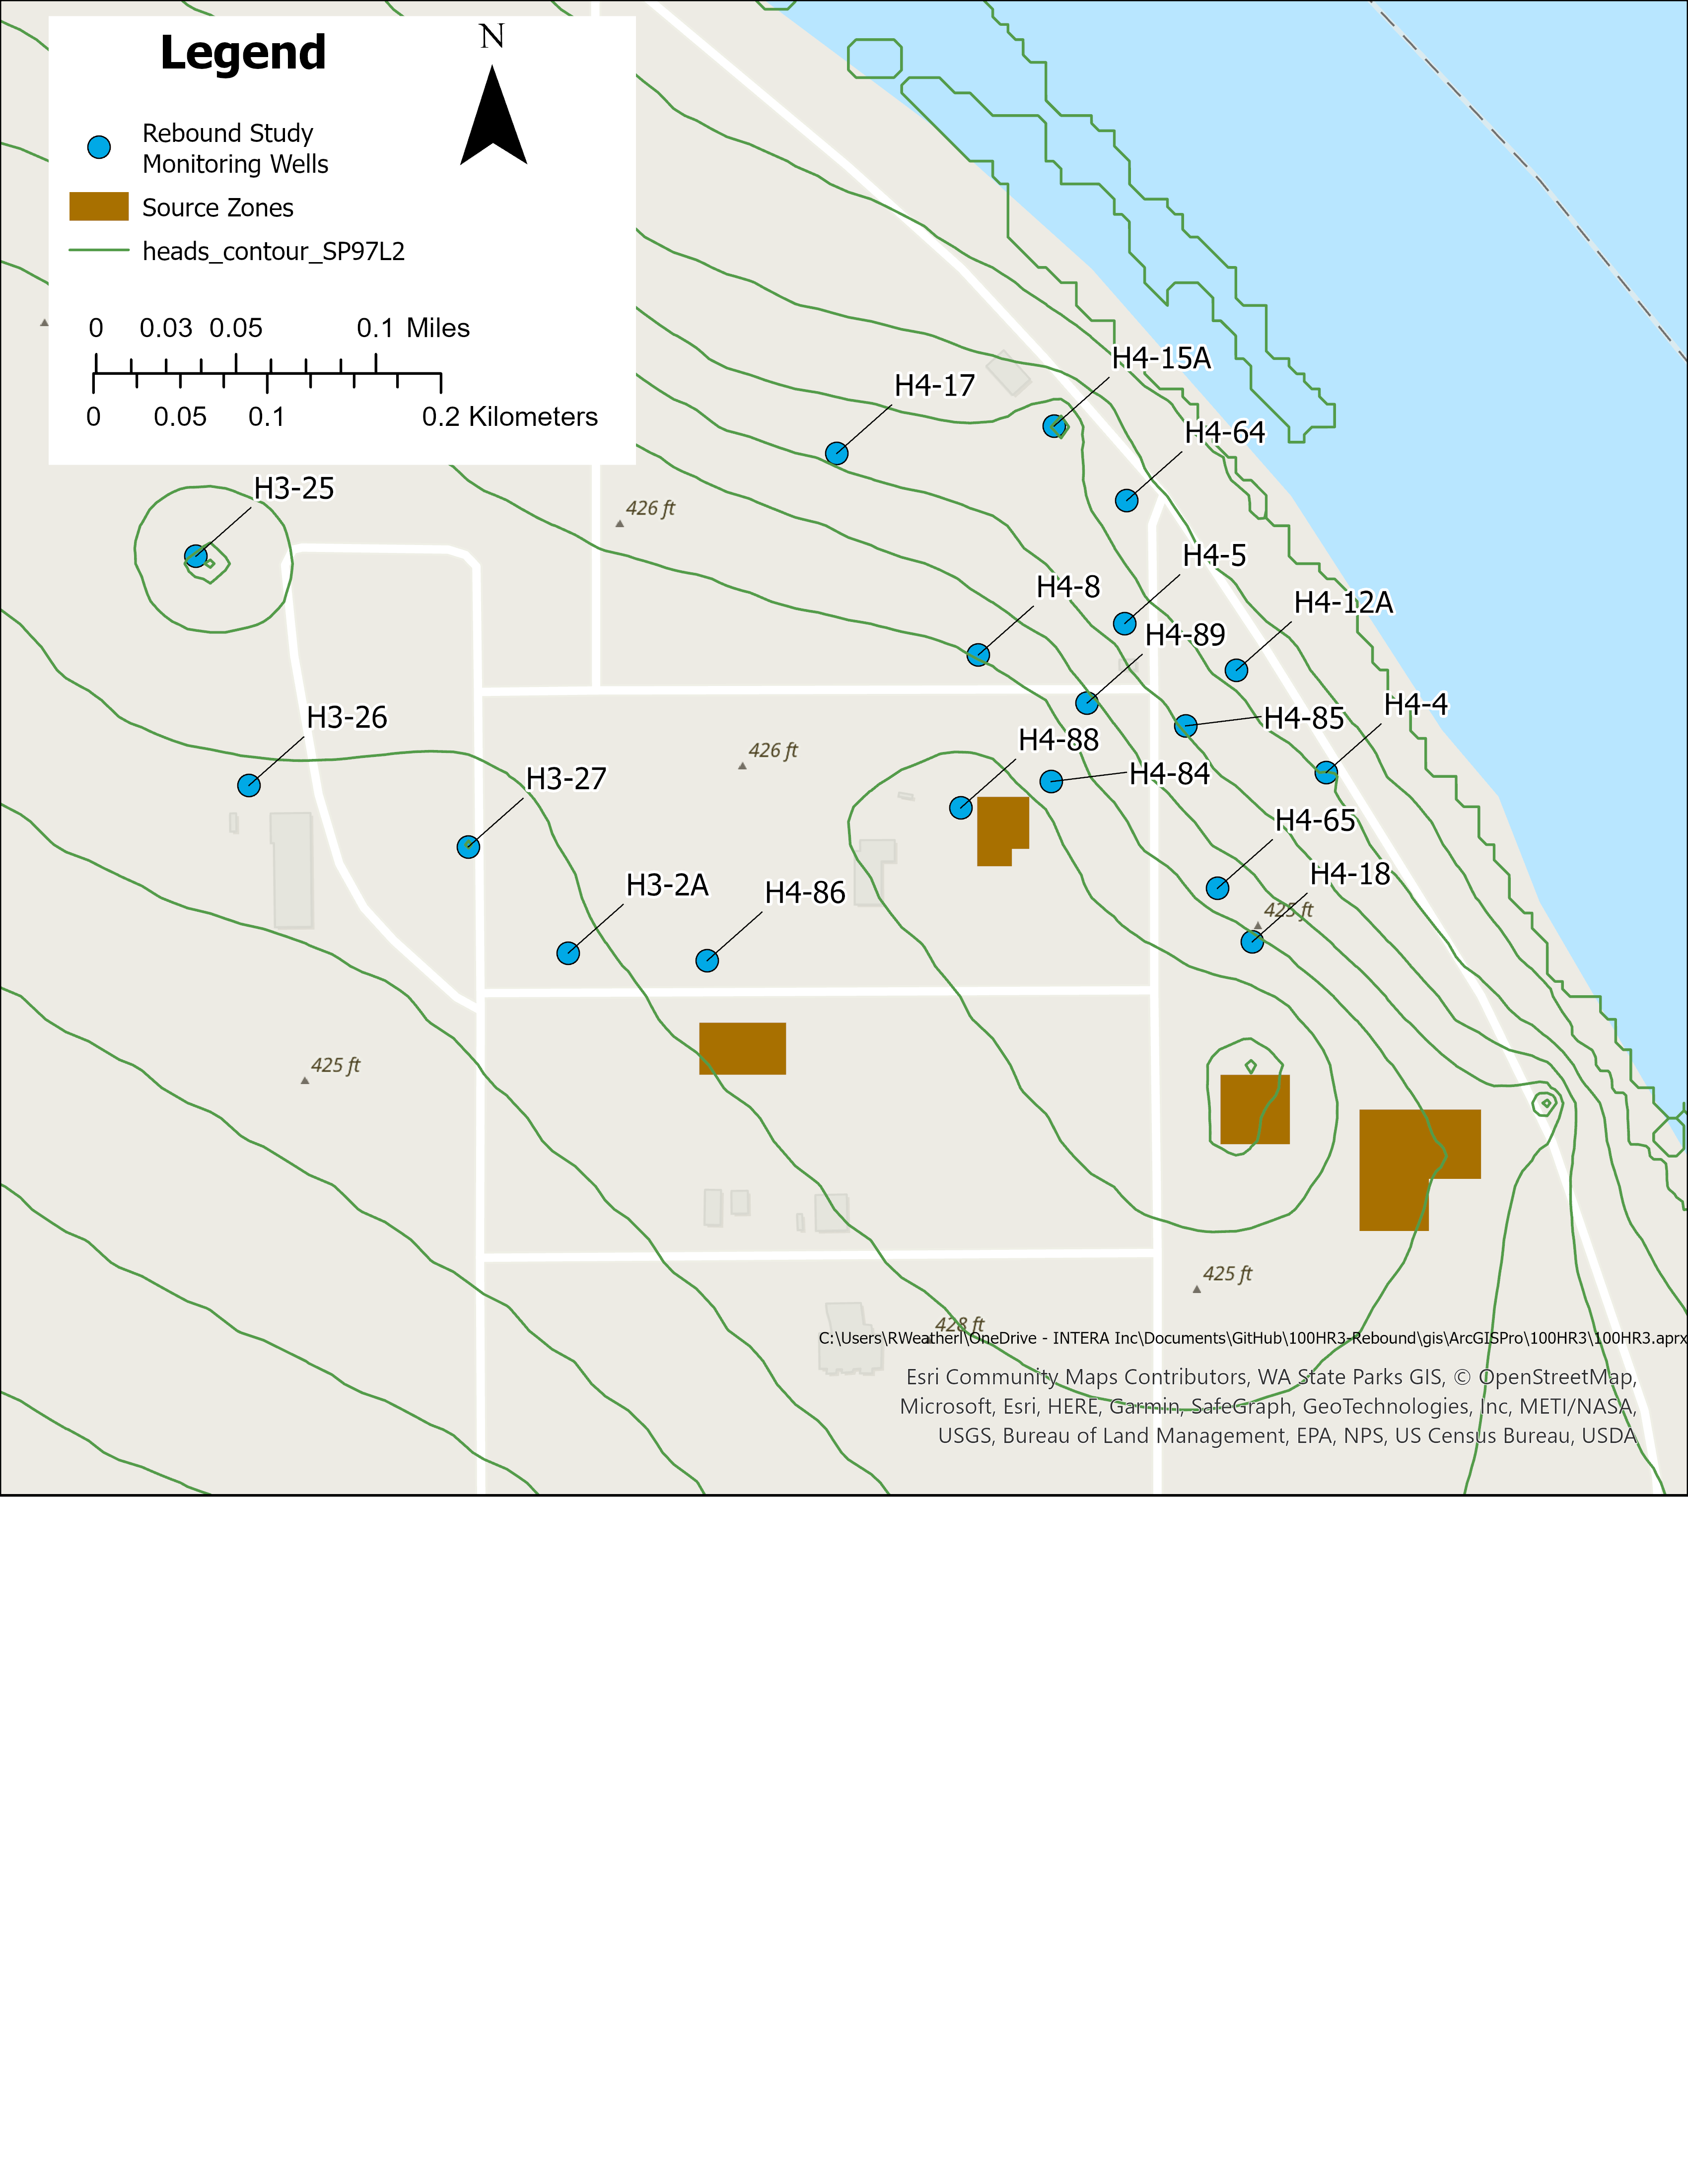 Legend
N
Rebound Study
Monitoring Wells
Source Zones
heads_contour_SP97L2
0 0.03 0.05 0.1 Miles
0 0.05 0.1 0.2 Kilometers
H4-15A
H4-17
H4-64
H3-25
426 ft
H4-5
H4-8
H4-12A
H4-89
H4-4
H3-26
H4-85
H4-88
426 ft
H4-84
H3-27
H4-65
H4-18
H3-2A
H4-86
425 ft
425 ft
425 ft
428 ft
C:\Users\RWeatherl\OneDrive - INTERA Inc\Documents\GitHub\100HR3-Rebound\gis\ArcGISPro\100HR3\100HR3.aprx
Esri Community Maps Contributors, WA State Parks GIS, © OpenStreetMap,
Microsoft, Esri, HERE, Garmin, SafeGraph, GeoTechnologies, Inc, METI/NASA,
USGS, Bureau of Land Management, EPA, NPS, US Census Bureau, USDA